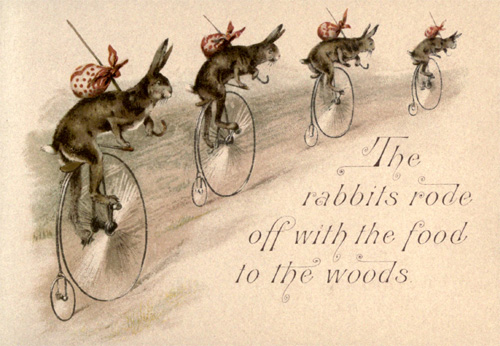 The
rabbits rode
off with the food
to the woods.